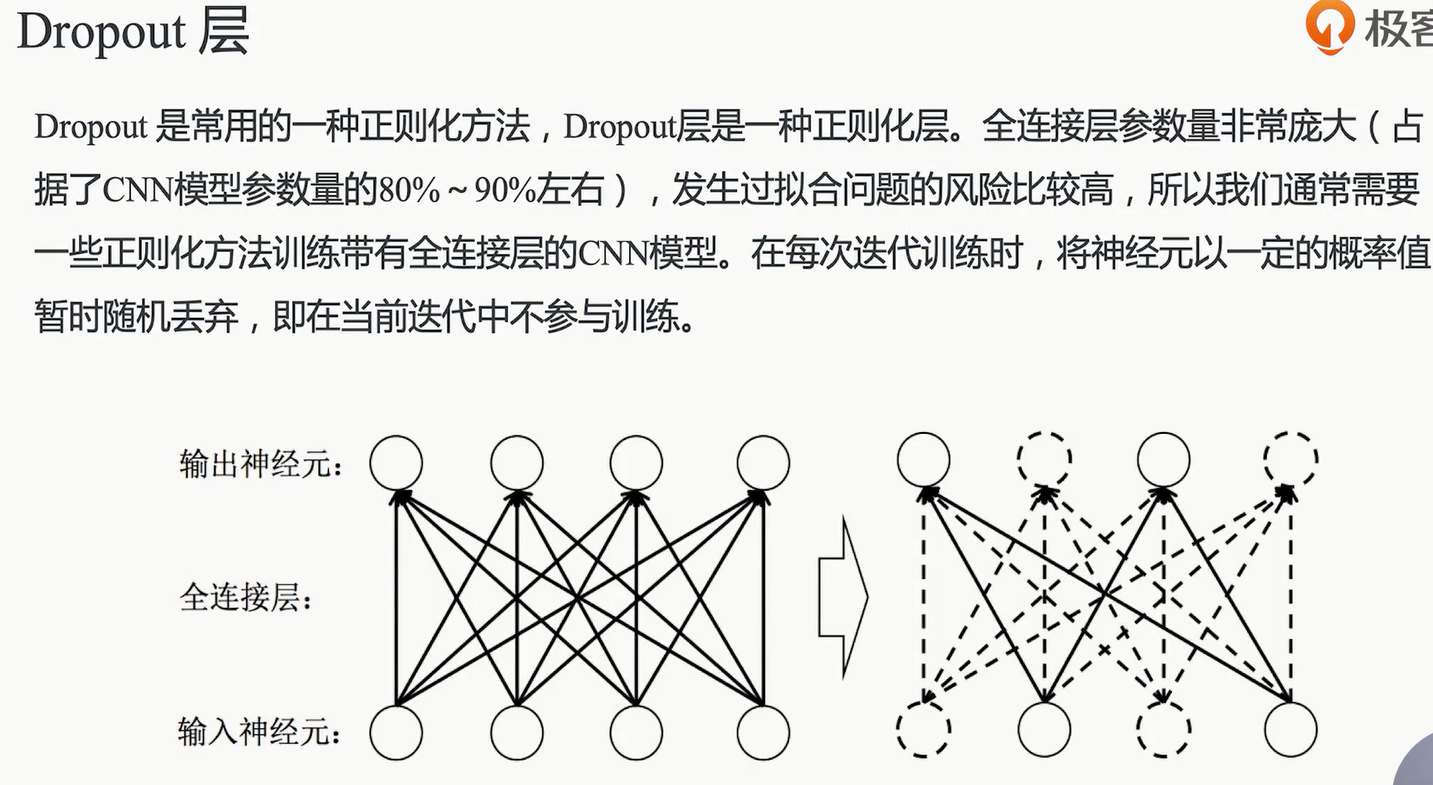 Dropout 层
极客
Dropout 是常用的一种正则化方法，Dropout层是一种正则化层。全连接层参数量非常庞大（占
据了CNN模型参数量的80%～90%左右），发生过拟合问题的风险比较高，所以我们通常需要
一些正则化方法训练带有全连接层的CNN模型。在每次迭代训练时，将神经元以一定的概率值
暂时随机丢弃，即在当前迭代中不参与训练。
输出神经元：
全连接层：
输入神经元：